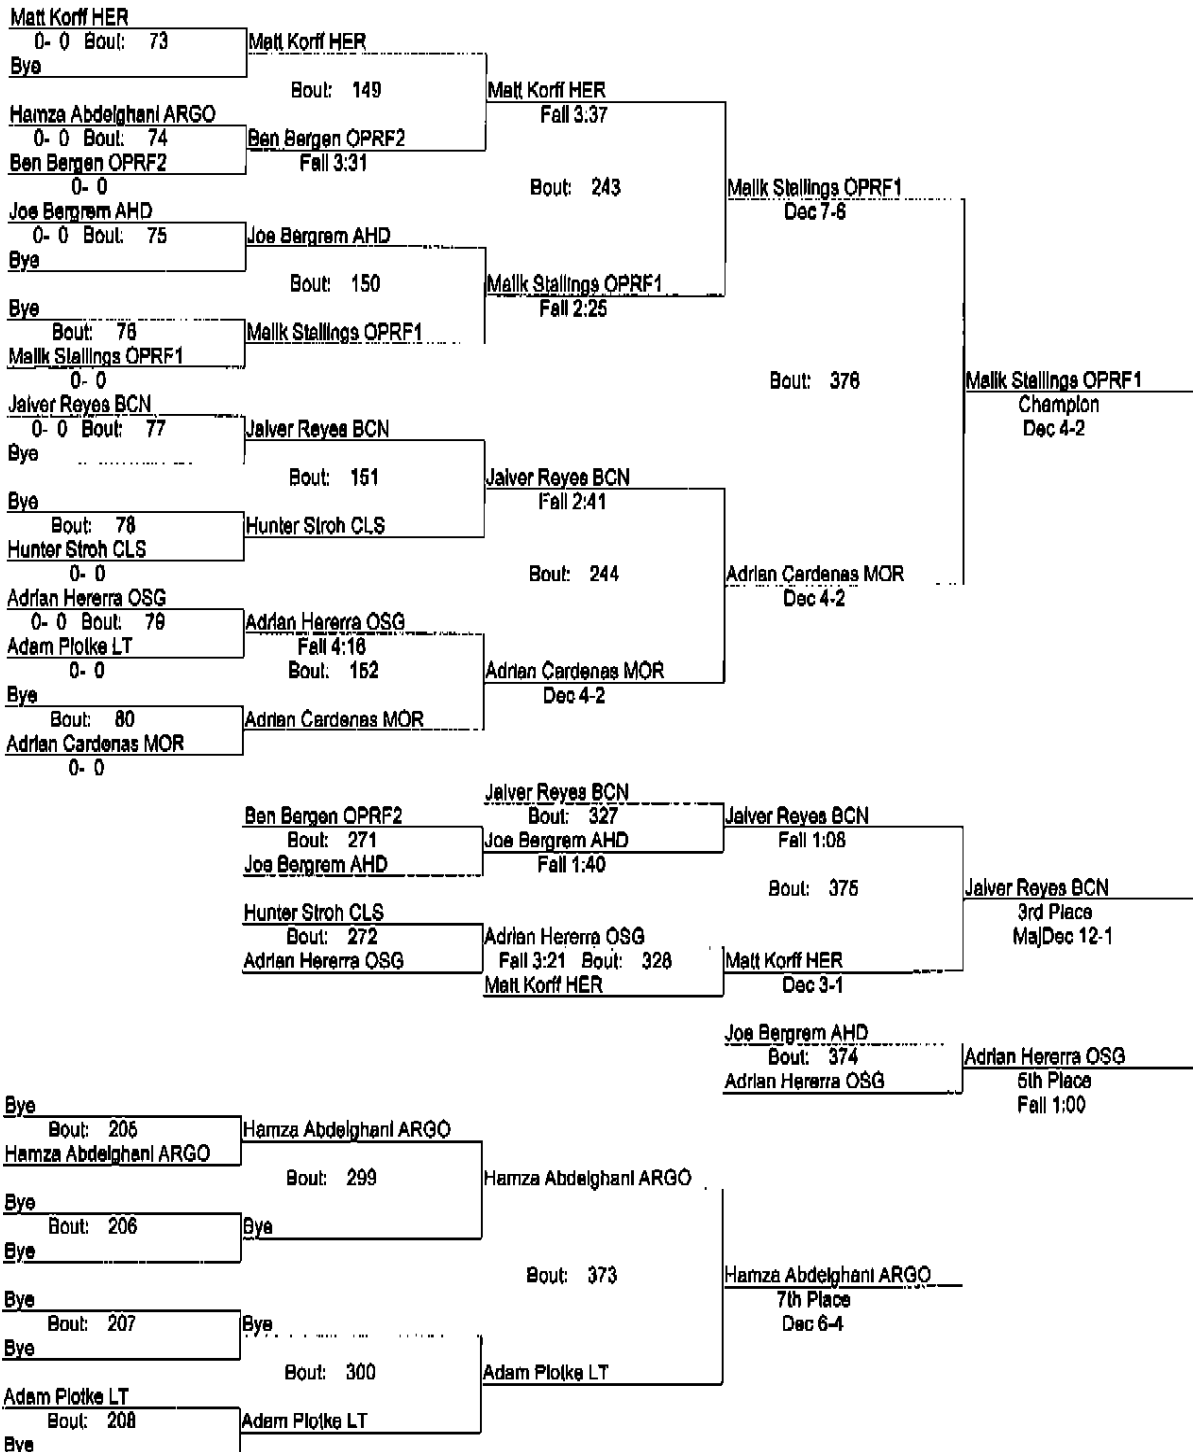 Matt Korff HER
0- 0 Bout: 73
Bye
Matt Korff HER
Bout: 149
Hamza Abdelghani ARGO
0- 0 Bout: 74
Ben Bergen OPRF2
0- 0
Ben Bergen OPRF2
Fall 3:31
Matt Korff HER
Fall 3:37
Bout: 243
Joe Bergrem AHD
0- 0 Bout: 75
Bye
Joe Bergrem AHD
Bout: 150
Bye
Bout: 76
Malik Stallings OPRF1
0- 0
Malik Stallings OPRF1
Malik Stallings OPRF1
Fall 2:25
Malik Stallings OPRF1
Dec 7-6
Bout: 376
Malik Stallings OPRF1
Champion
Dec 4-2
Jaiver Reyes BCN
0- 0 Bout: 77
Bye
Jaiver Reyes BCN
Bout: 151
Bye
Bout: 78
Hunter Stroh CLS
0- 0
Hunter Stroh CLS
Jaiver Reyes BCN
Fall 2:41
Bout: 244
Adrian Hererra OSG
0- 0 Bout: 79
Adam Plotke LT
0- 0
Adrian Hererra OSG
Fall 4:16
Bout: 152
Bye
Bout: 80
Adrian Cardenas MOR
0- 0
Adrian Cardenas MOR
Adrian Cardenas MOR
Dec 4-2
Adrian Cardenas MOR
Dec 4-2
Ben Bergen OPRF2
Bout: 271
Joe Bergrem AHD
Jaiver Reyes BCN
Bout: 327
Joe Bergrem AHD
Fall 1:40
Jaiver Reyes BCN
Fall 1:08
Bout: 375
Jaiver Reyes BCN
3rd Place
MajDec 12-1
Hunter Stroh CLS
Bout: 272
Adrian Hererra OSG
Adrian Hererra OSG
Fall 3:21 Bout: 328
Matt Korff HER
Matt Korff HER
Dec 3-1
Joe Bergrem AHD
Bout: 374
Adrian Hererra OSG
Adrian Hererra OSG
5th Place
Fall 1:00
Bye
Bout: 205
Hamza Abdelghani ARGO
Hamza Abdelghani ARGO
Bout: 299
Bye
Bout: 206
Bye
Bye
Hamza Abdelghani ARGO
Bout: 373
Hamza Abdelghani ARGO
7th Place
Dec 6-4
Bye
Bout: 207
Bye
Bye
Bout: 300
Adam Plotke LT
Bout: 208
Bye
Adam Plotke LT
Adam Plotke LT